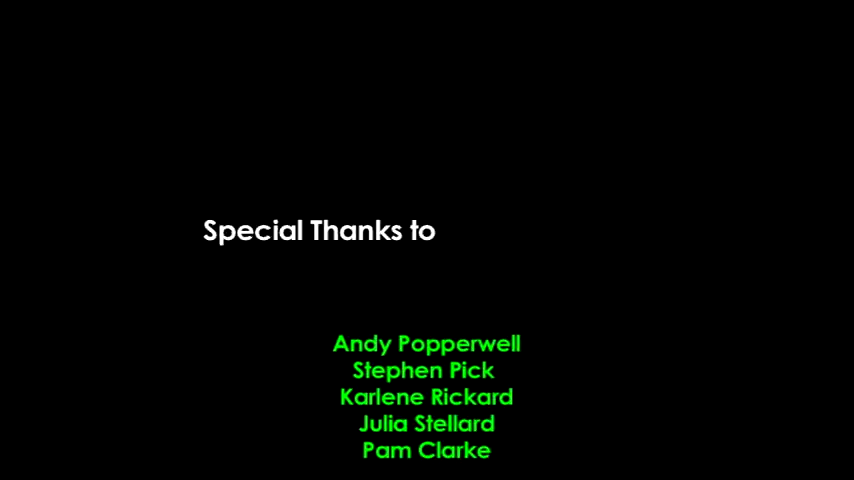 Special Thanks to
Andy Popperwell
Stephen Pick
Karlene Rickard
Julia Stellard
Pam Clarke